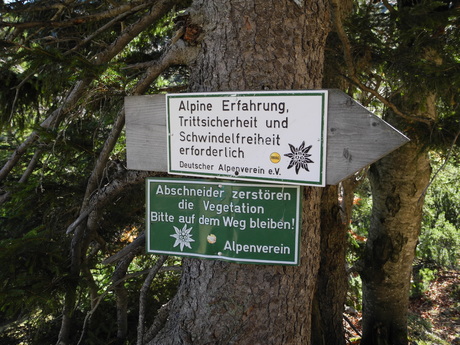 Alpine Erfahrung,
Trittsicherheit und
Schwindelfreiheit
erforderlich
Deutscher Alpenverein e.V.
Abschneider zerstören
die Vegetation
Bitte auf dem Weg bleiben!
Alpenverein